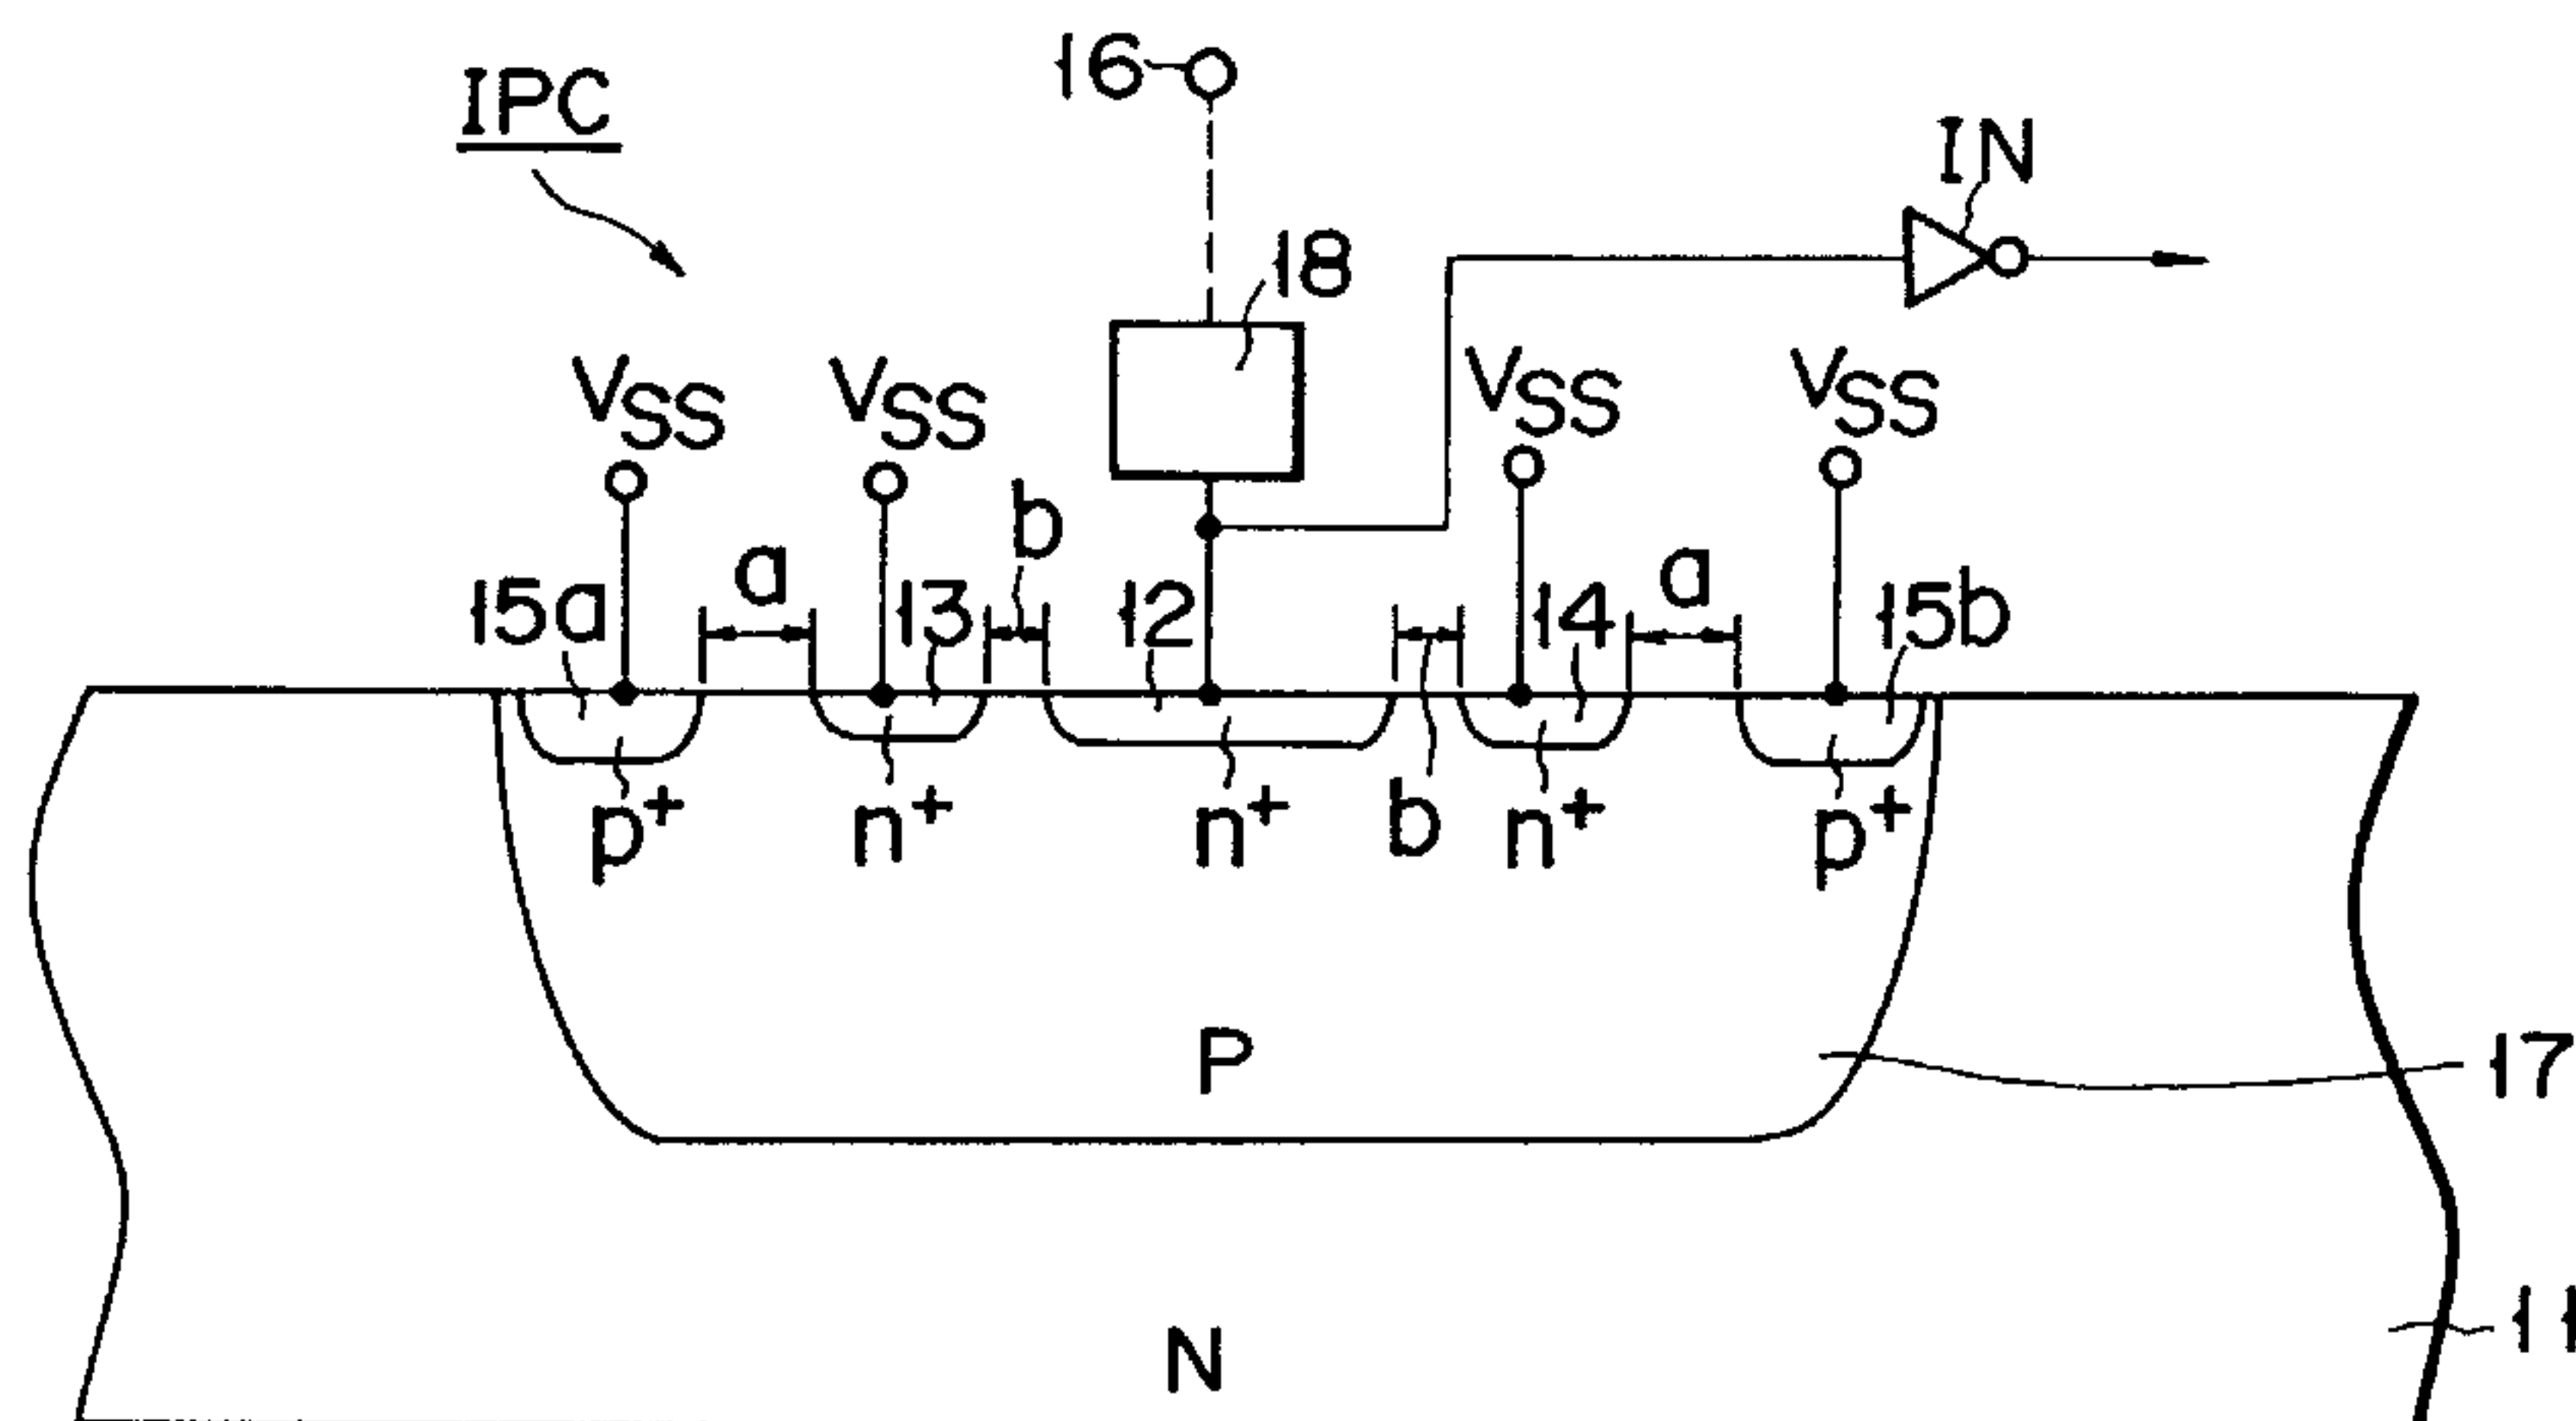 IPC
16
IN
18
VSS VSS VSS VSS
b
a a
15a 13 12 14 15b
p+ n+ n+ b n+ p+
P
17
N
11